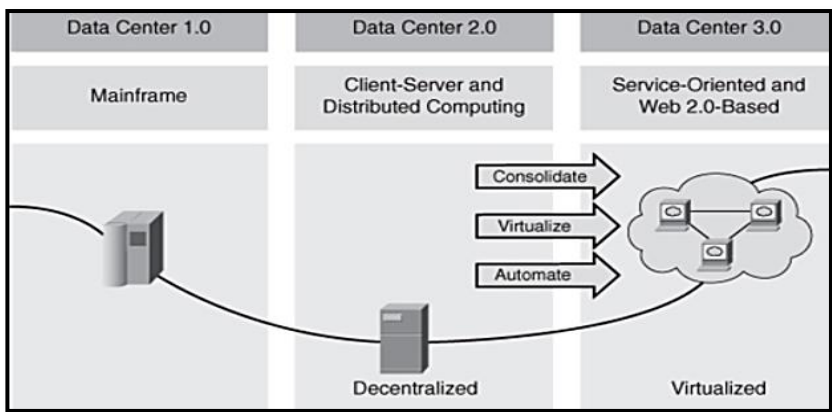 Data Center 1.0
Data Center 2.0
Data Center 3.0
Mainframe
Client-Server and
Distributed Computing
Service-Oriented and
Web 2.0-Based
Consolidate
Virtualize
Automate
Decentralized
Virtualized